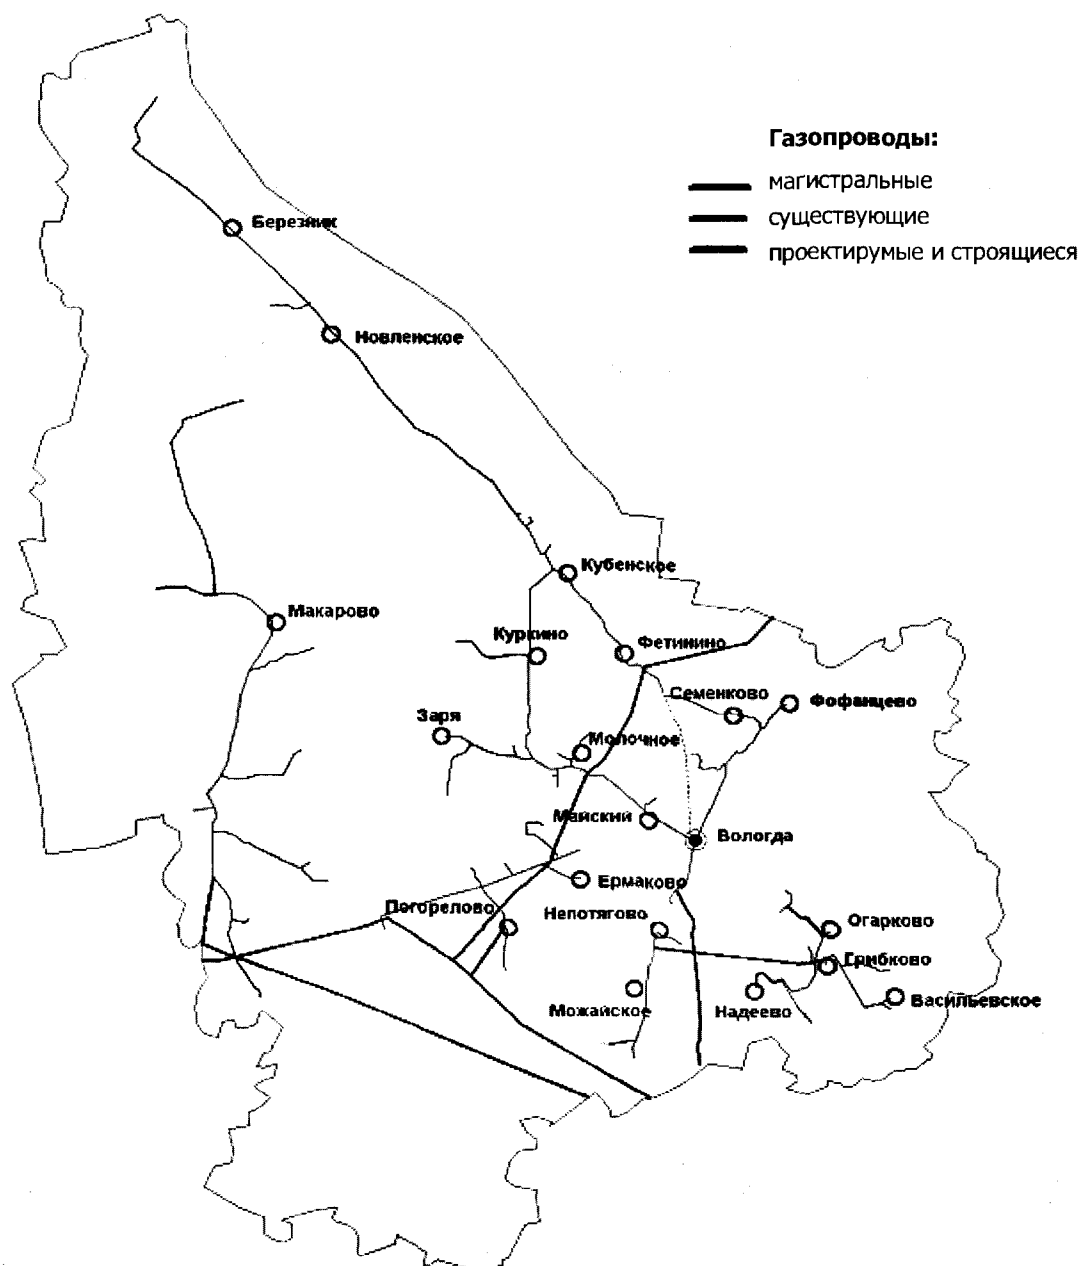 Газопроводы:
магистральные
существующие
проектирумые и строящиеся
Березник
Новленское
Кубенское
Макарово
Куркино
Фетинино
Семенково
Фофанцево
Заря
Молочное
Майский
Вологда
Ермаково
Погорелово
Непотягово
Огарково
Грибково
Можайское
Надеево
Васильевское